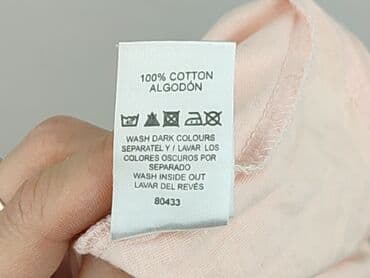 100% COTTON
ALGODÓN
WASH DARK COLOURS
SEPARATELY / LAVAR LOS
COLORES OSCUROS POR
SEPARADO
WASH INSIDE OUT
LAVAR DEL REVÉS
80433